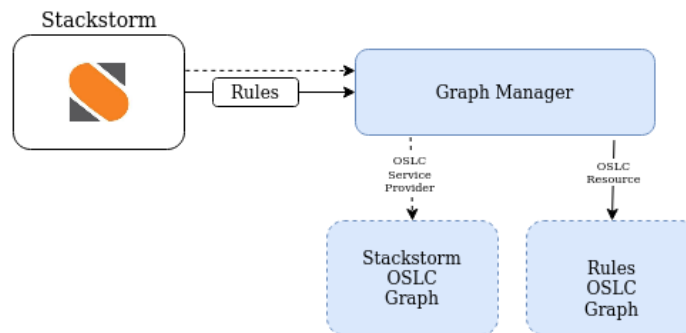 Stackstorm
Rules
Graph Manager
OSLC
Service
Provider
OSLC
Resource
Stackstorm
OSLC
Graph
Rules
OSLC
Graph